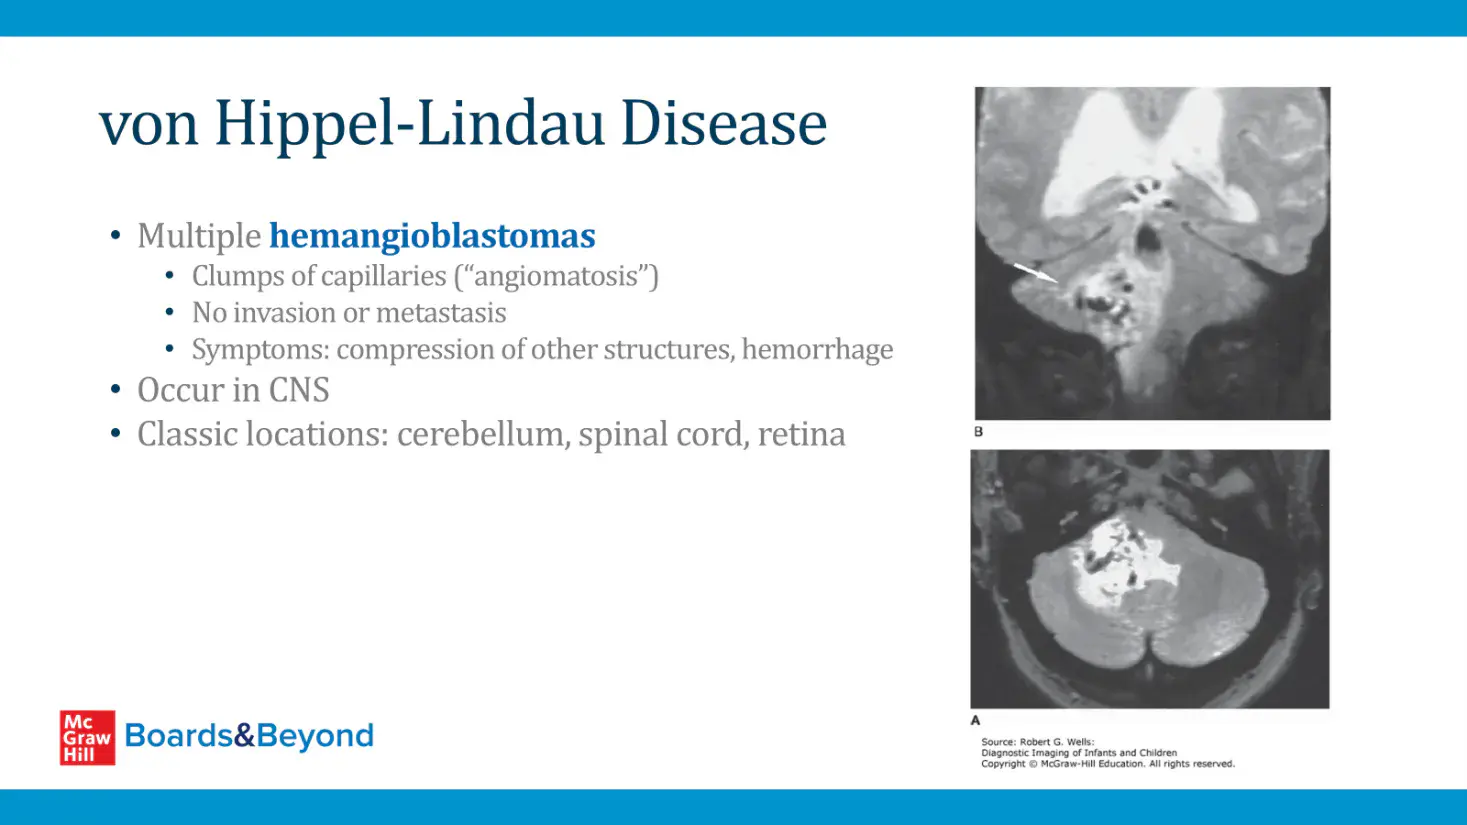 von Hippel-Lindau Disease
• Multiple hemangioblastomas
• Clumps of capillaries (“angiomatosis”)
• No invasion or metastasis
• Symptoms: compression of other structures, hemorrhage
• Occur in CNS
• Classic locations: cerebellum, spinal cord, retina
B
A
Source: Robert G. Wells:
Diagnostic Imaging of Infants and Children
Copyright © McGraw-Hill Education. All rights reserved.
Mc
Graw
Hill
Boards&Beyond